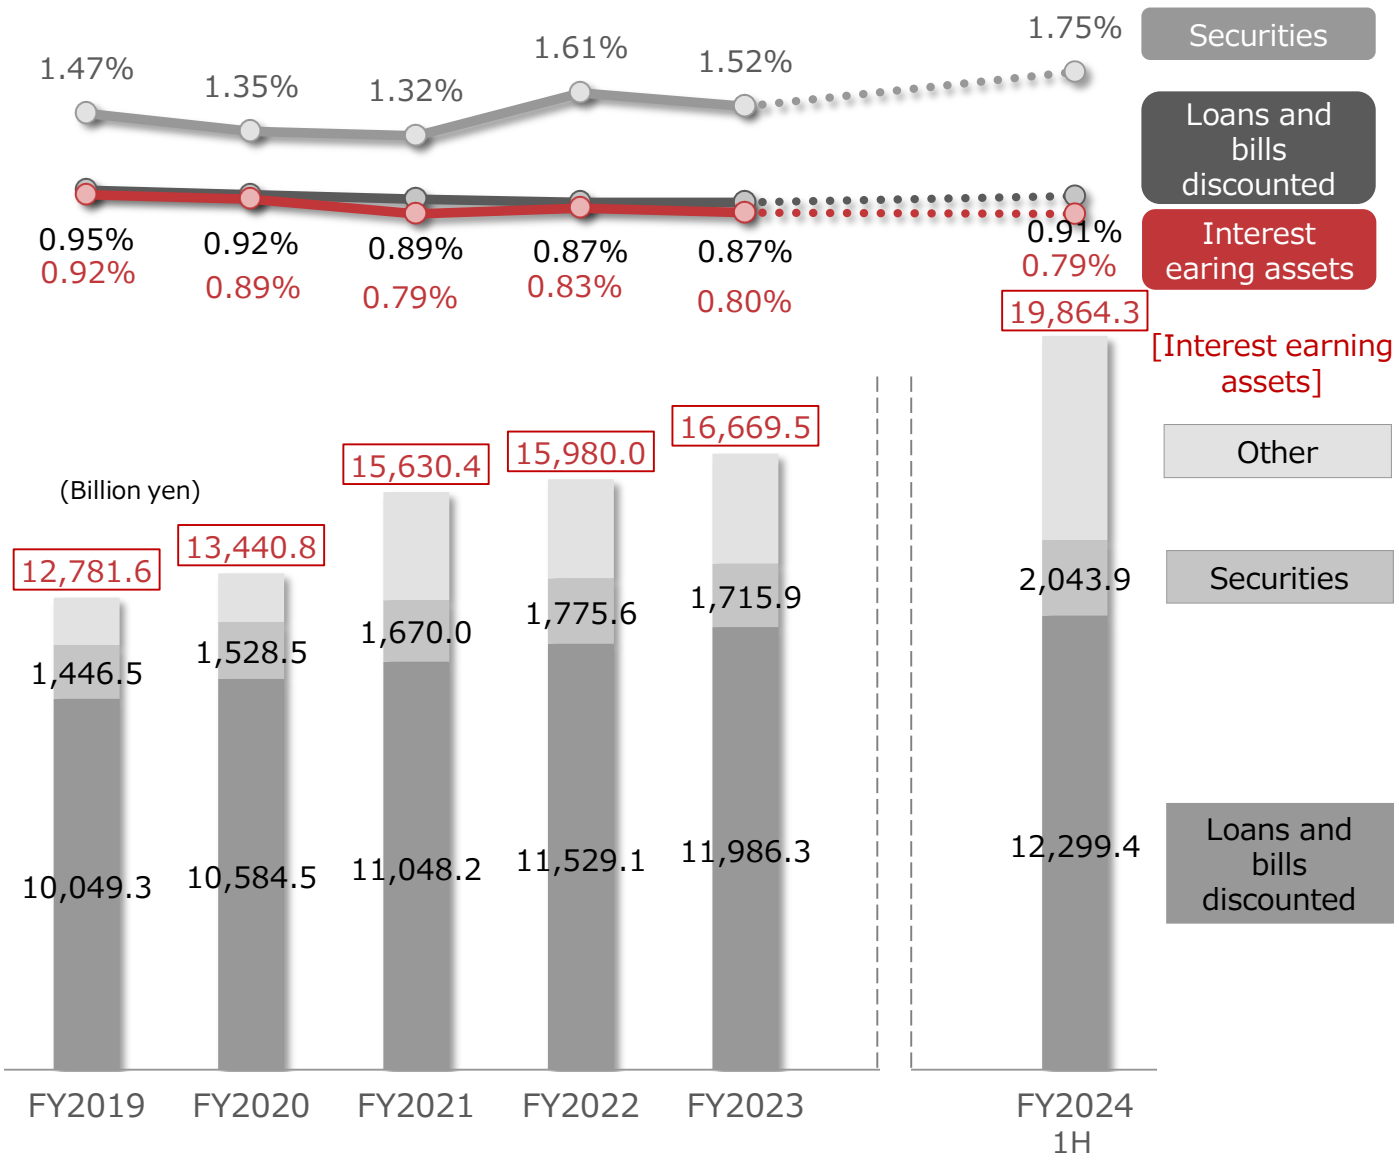 1.47%
1.35%
1.32%
1.61%
1.52%
1.75%
Securities
Loans and
bills
discounted
Interest
earing assets
0.95%
0.92%
0.89%
0.87%
0.87%
0.91%
0.92%
0.89%
0.79%
0.83%
0.80%
0.79%
12,781.6
13,440.8
15,630.4
15,980.0
16,669.5
19,864.3
[Interest earning
assets]
(Billion yen)
Other
1,446.5
1,528.5
1,670.0
1,775.6
1,715.9
2,043.9
Securities
10,049.3
10,584.5
11,048.2
11,529.1
11,986.3
12,299.4
Loans and
bills
discounted
FY2019
FY2020
FY2021
FY2022
FY2023
FY2024
1H